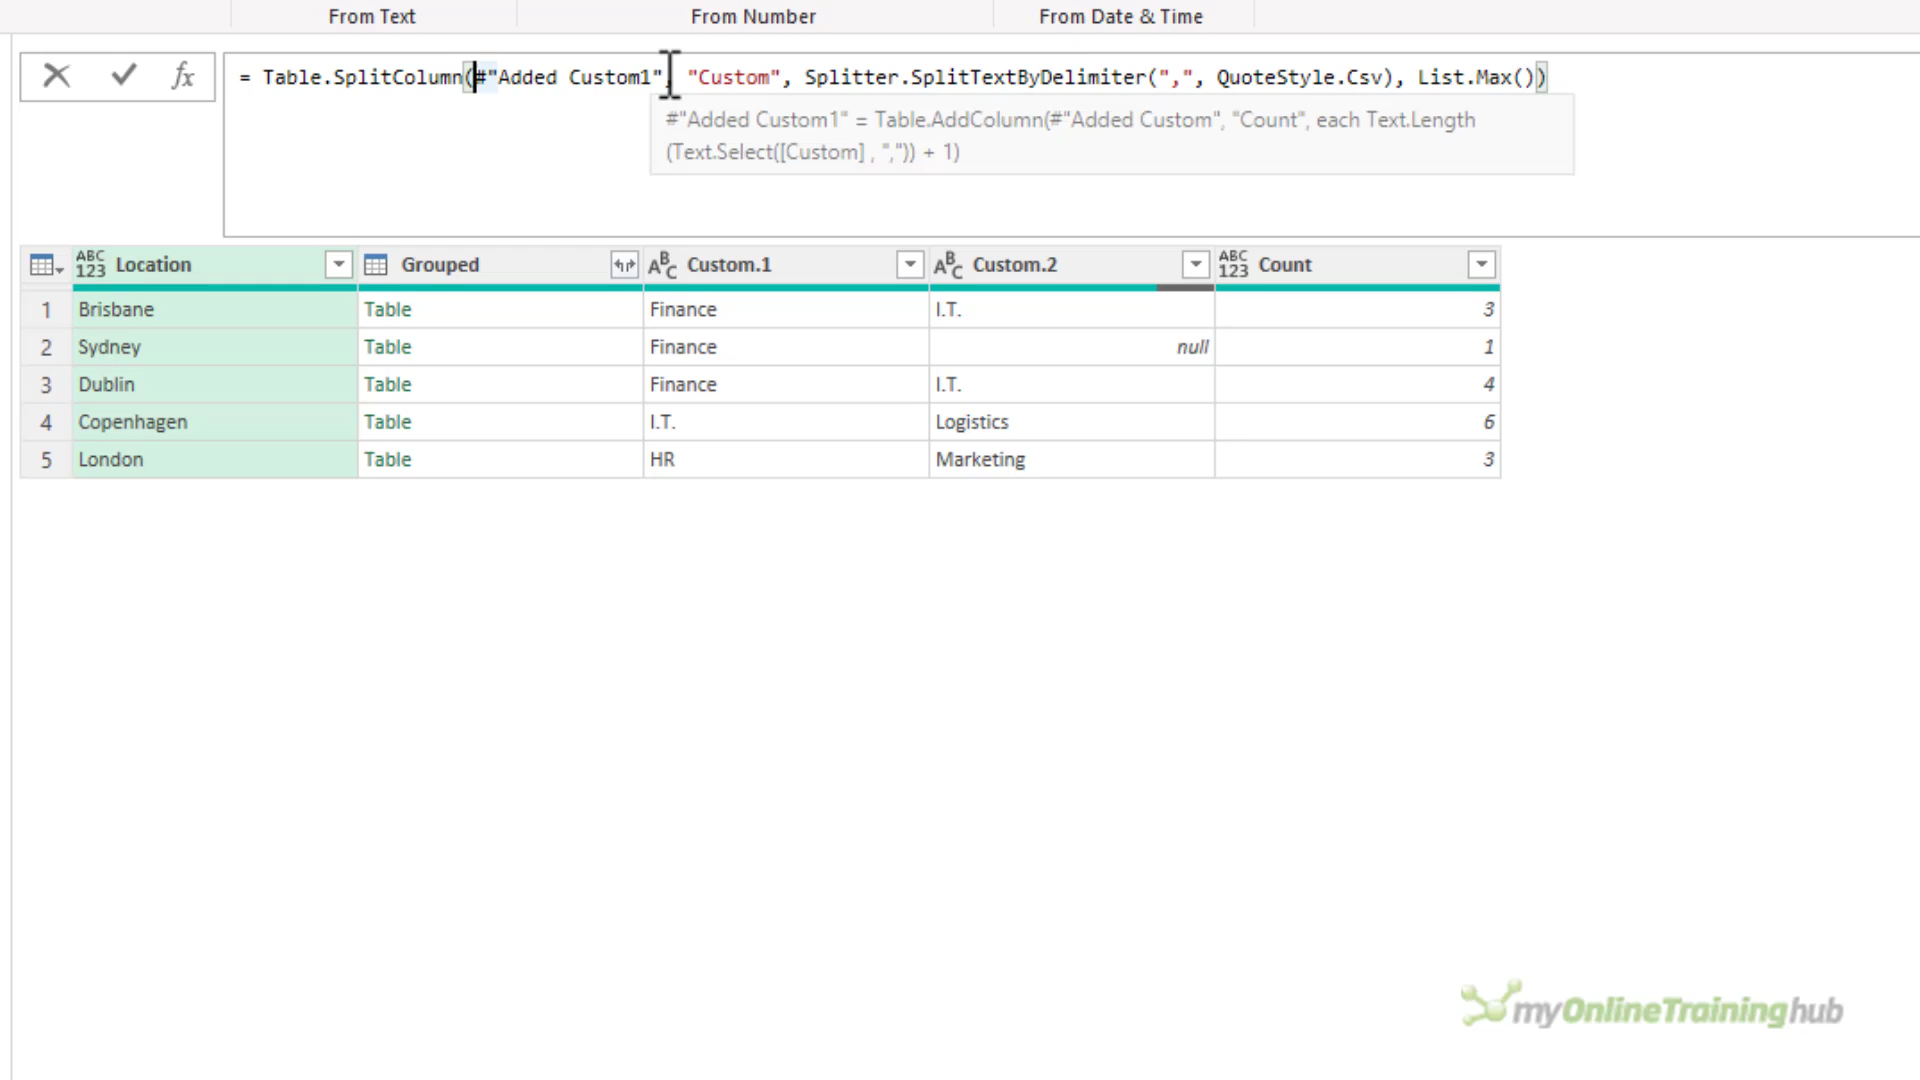 From Text From Number From Date & Time
fx = Table.SplitColumn(#"Added Custom1", "Custom", Splitter.SplitTextByDelimiter(",", QuoteStyle.Csv), List.Max())
#"Added Custom1" = Table.AddColumn(#"Added Custom", "Count", each Text.Length
(Text.Select([Custom] , ",")) + 1)
ABC 123 Location Grouped ABC Custom.1 ABC Custom.2 ABC 123 Count
1 Brisbane Table Finance I.T. 3
2 Sydney Table Finance null 1
3 Dublin Table Finance I.T. 4
4 Copenhagen Table I.T. Logistics 6
5 London Table HR Marketing 3
myOnlineTraininghub